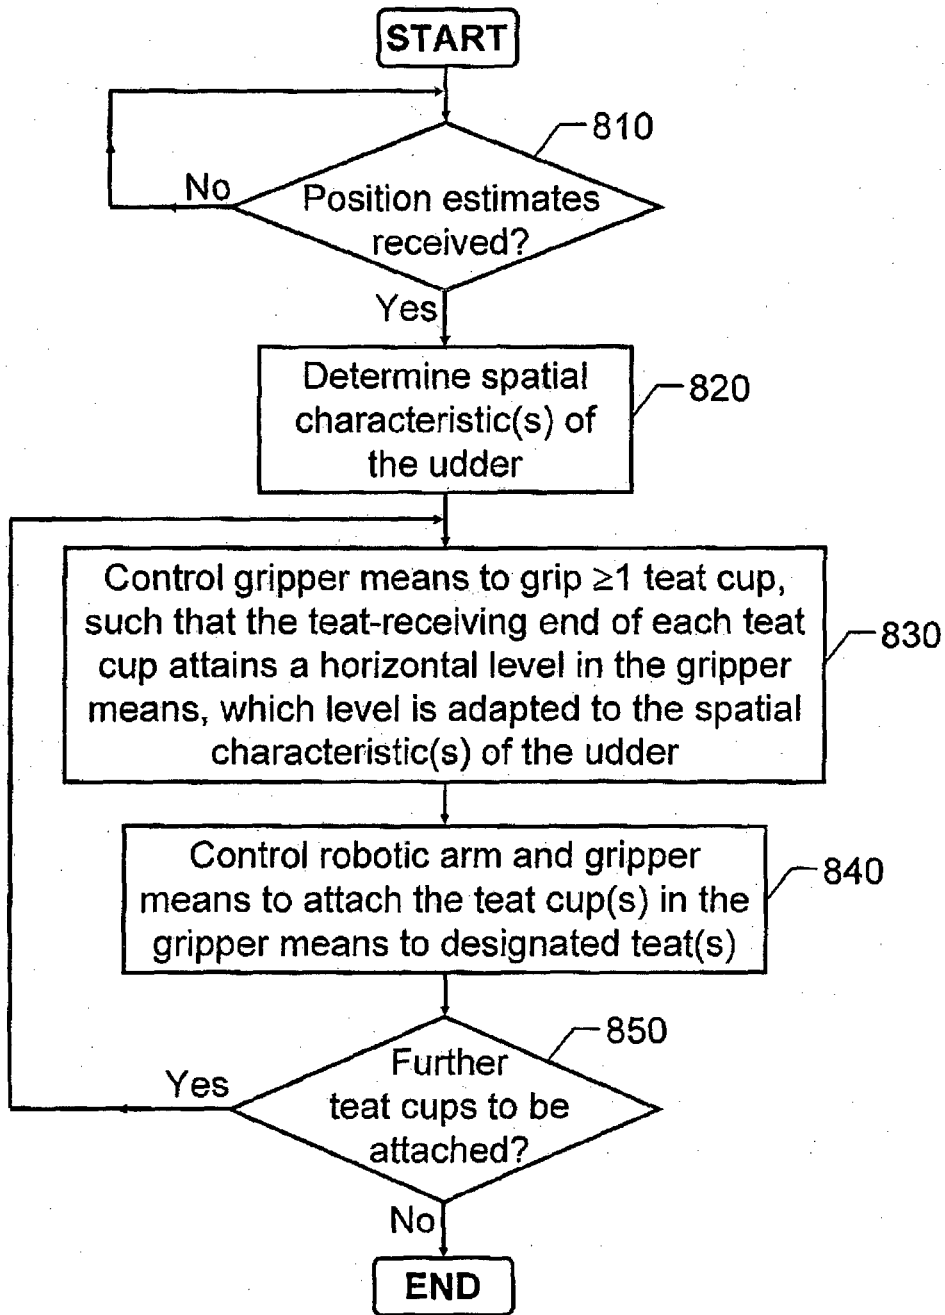 START
810
No
Position estimates
received?
Yes
Determine spatial
characteristic(s) of
the udder
820
Control gripper means to grip ≥1 teat cup,
such that the teat-receiving end of each teat
cup attains a horizontal level in the gripper
means, which level is adapted to the spatial
characteristic(s) of the udder
830
Control robotic arm and gripper
means to attach the teat cup(s) in the
gripper means to designated teat(s)
840
850
Yes
Further
teat cups to be
attached?
No
END